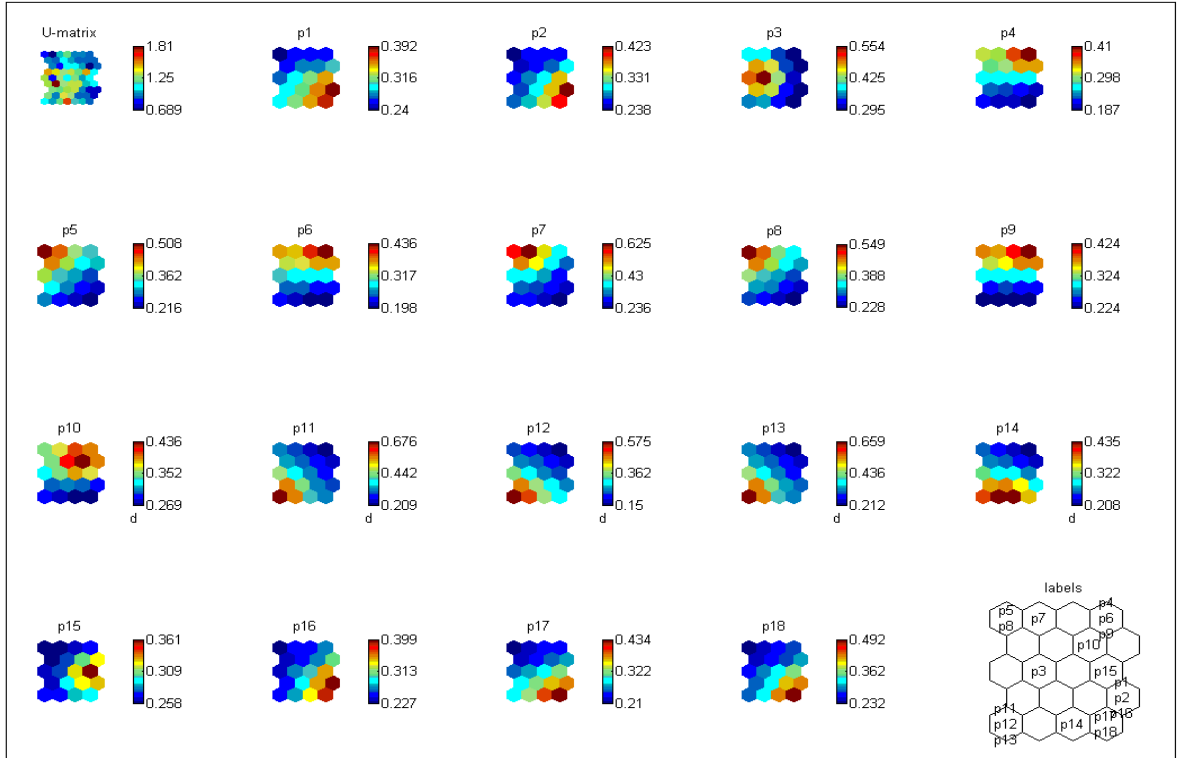 U-matrix
1.81
1.25
0.689
p1
0.392
0.316
0.24
p2
0.423
0.331
0.238
p3
0.554
0.425
0.295
p4
0.41
0.298
0.187
p5
0.508
0.362
0.216
p6
0.436
0.317
0.198
p7
0.625
0.43
0.236
p8
0.549
0.388
0.228
p9
0.424
0.324
0.224
p10
0.436
0.352
0.269
d
p11
0.676
0.442
0.209
d
p12
0.575
0.362
0.15
d
p13
0.659
0.436
0.212
d
p14
0.435
0.322
0.208
d
p15
0.361
0.309
0.258
p16
0.399
0.313
0.227
p17
0.434
0.322
0.21
p18
0.492
0.362
0.232
labels
p4
p5
p7
p6
p8
p9
p10
p3
p15
p1
p2
p11
p16
p17
p12
p14
p18
p13